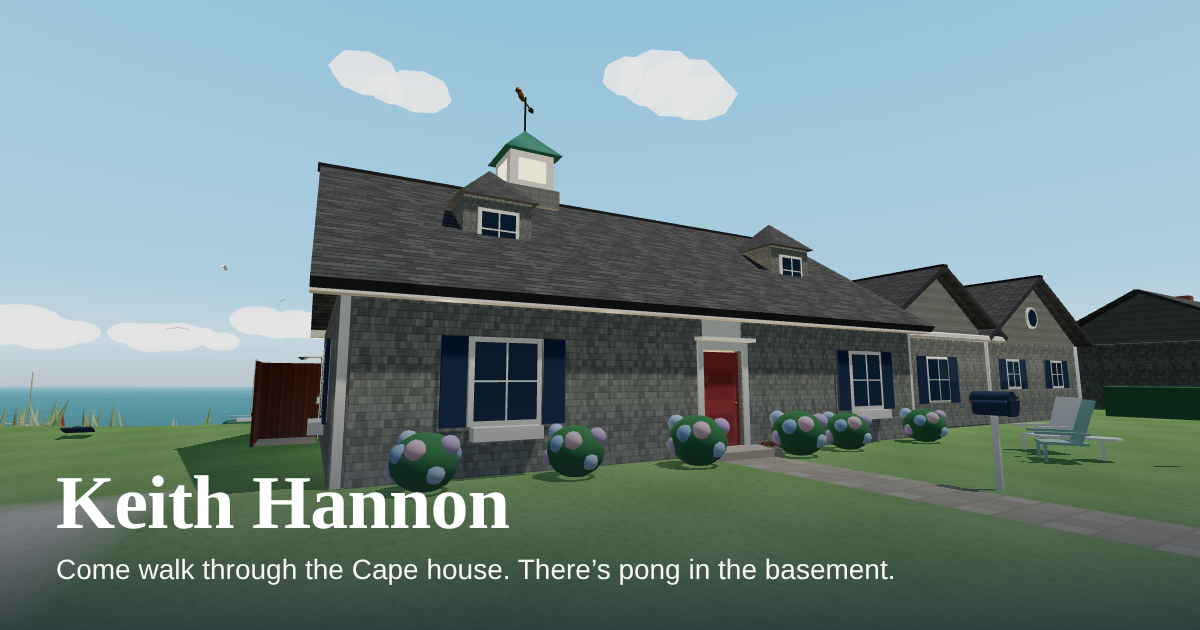 Keith Hannon
Come walk through the Cape house. There’s pong in the basement.